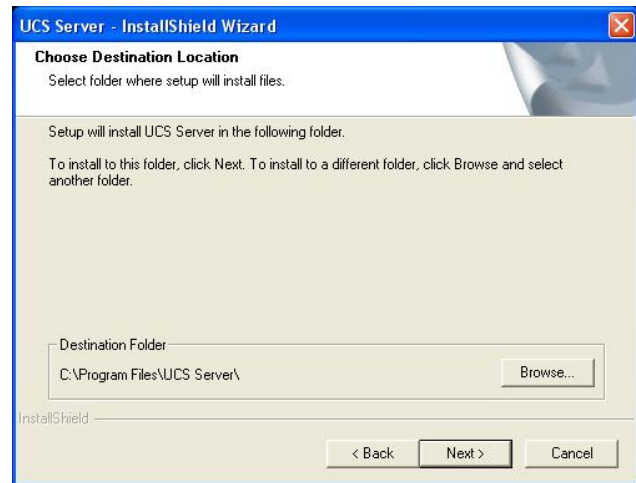 UCS Server - InstallShield Wizard
Choose Destination Location
Select folder where setup will install files.
Setup will install UCS Server in the following folder.
To install to this folder, click Next. To install to a different folder, click Browse and select
another folder.
Destination Folder
C:\Program Files\UCS Server\
Browse...
InstallShield
< Back
Next >
Cancel